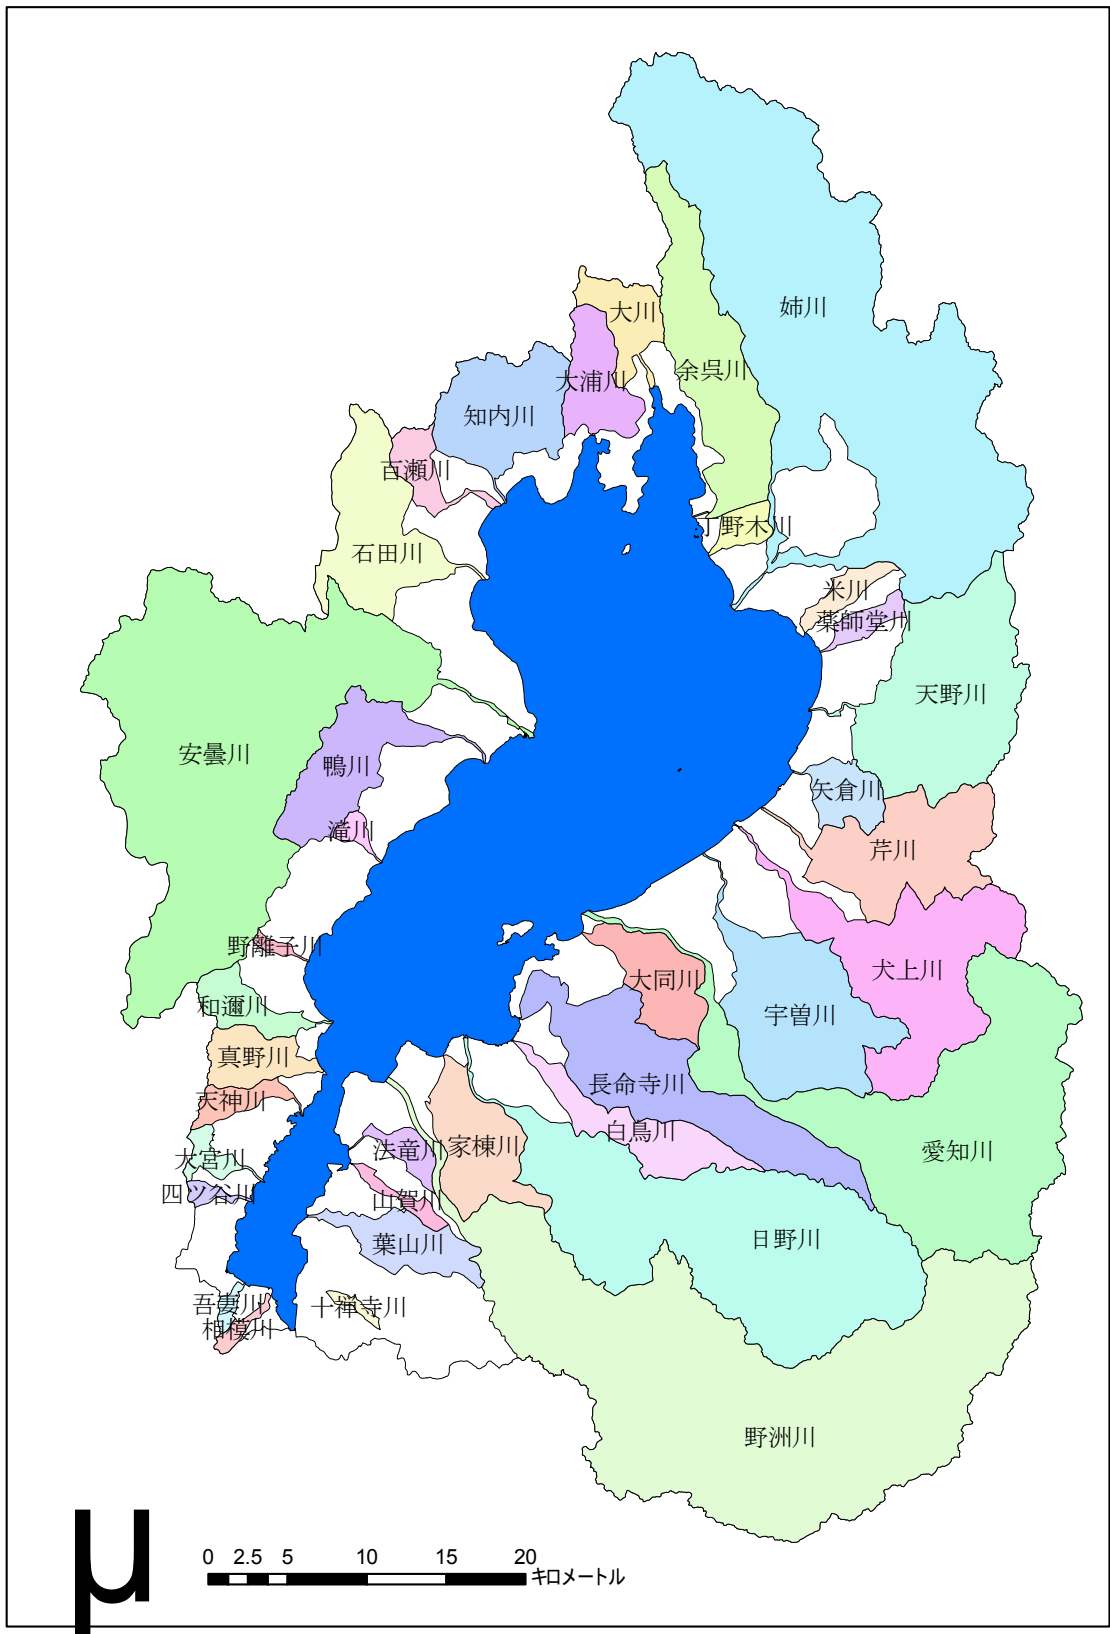 姉川
大川
余呉川
大浦川
知内川
百瀬川
丁野木川
石田川
米川
薬師堂川
天野川
安曇川
鴨川
矢倉川
滝川
芹川
野離子川
犬上川
大同川
和邇川
宇曽川
真野川
長命寺川
天神川
白鳥川
法竜川
家棟川
愛知川
大宮川
四ツ谷川
山賀川
日野川
葉山川
吾妻川
十禅寺川
相模川
野洲川
μ
0 2.5 5 10 15 20
キロメートル